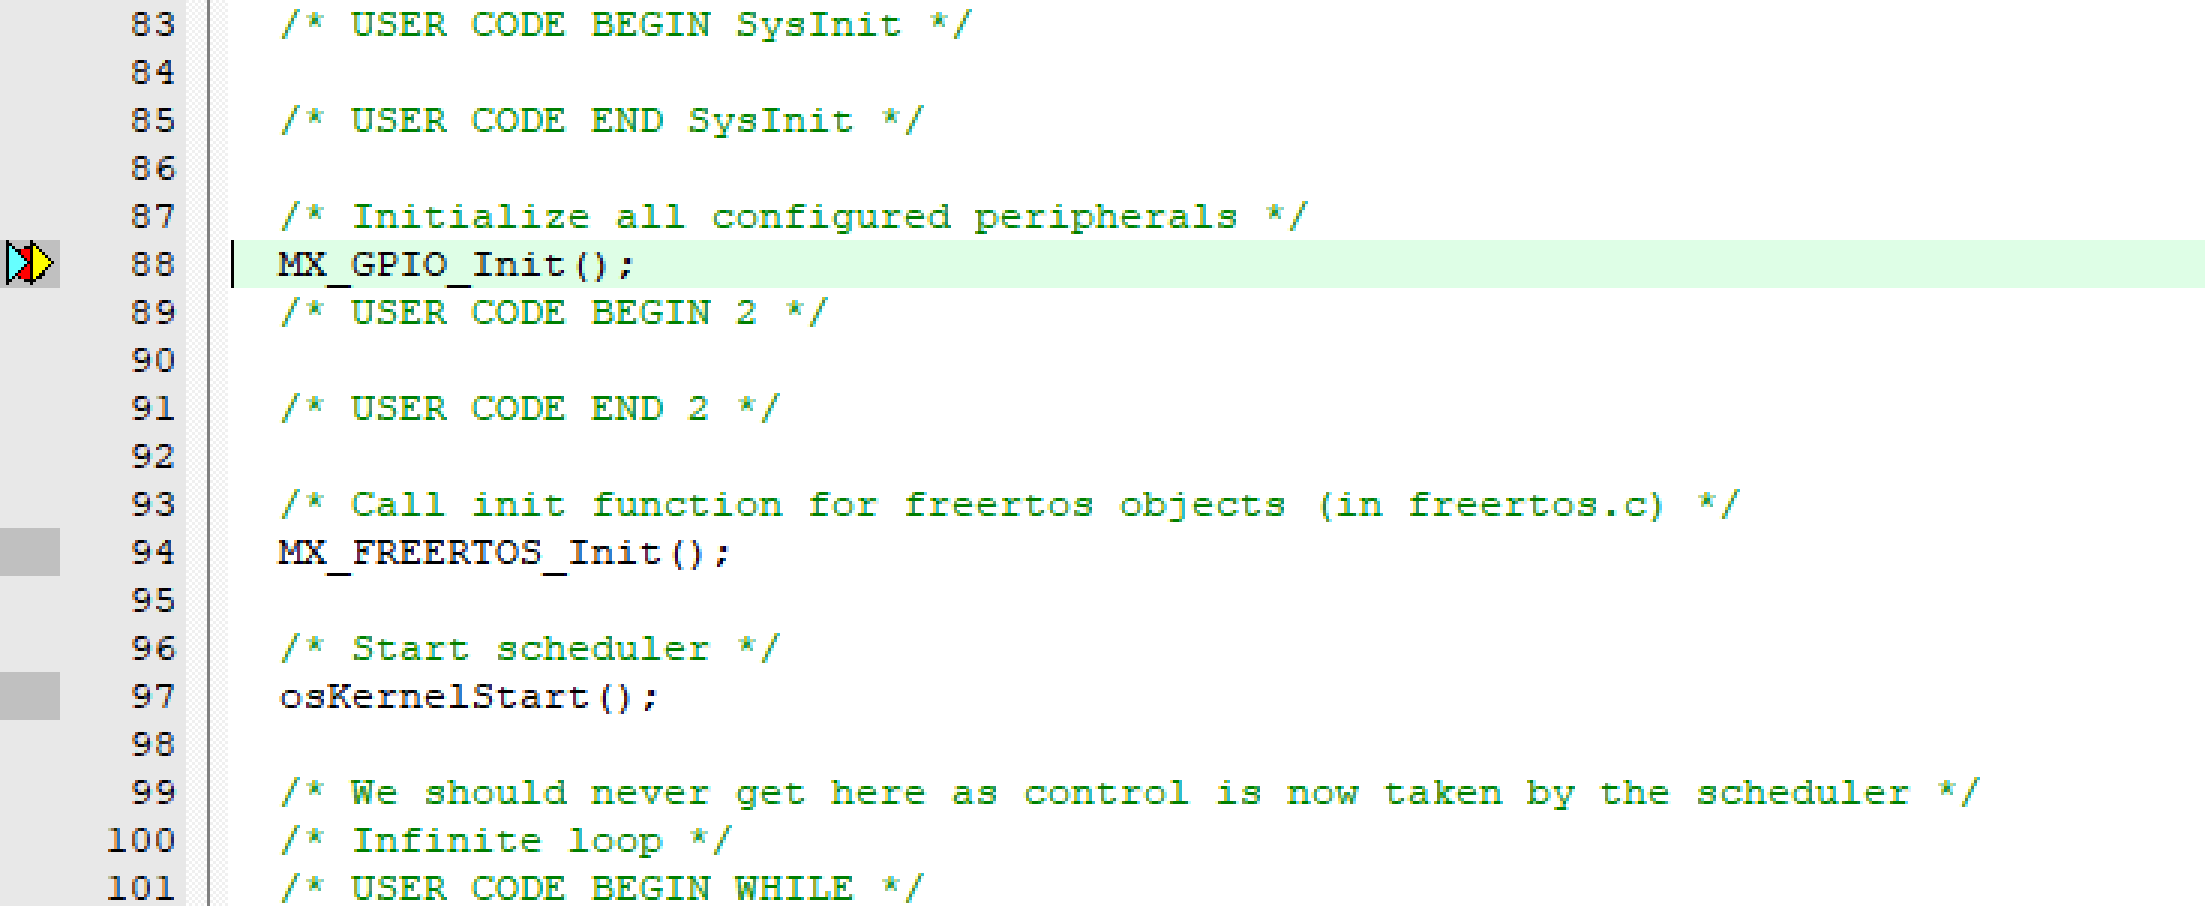 83 /* USER CODE BEGIN SysInit */
84
85 /* USER CODE END SysInit */
86
87 /* Initialize all configured peripherals */
88 MX_GPIO_Init();
89 /* USER CODE BEGIN 2 */
90
91 /* USER CODE END 2 */
92
93 /* Call init function for freertos objects (in freertos.c) */
94 MX_FREERTOS_Init();
95
96 /* Start scheduler */
97 osKernelStart();
98
99 /* We should never get here as control is now taken by the scheduler */
100 /* Infinite loop */
101 /* USER CODE BEGIN WHILE */